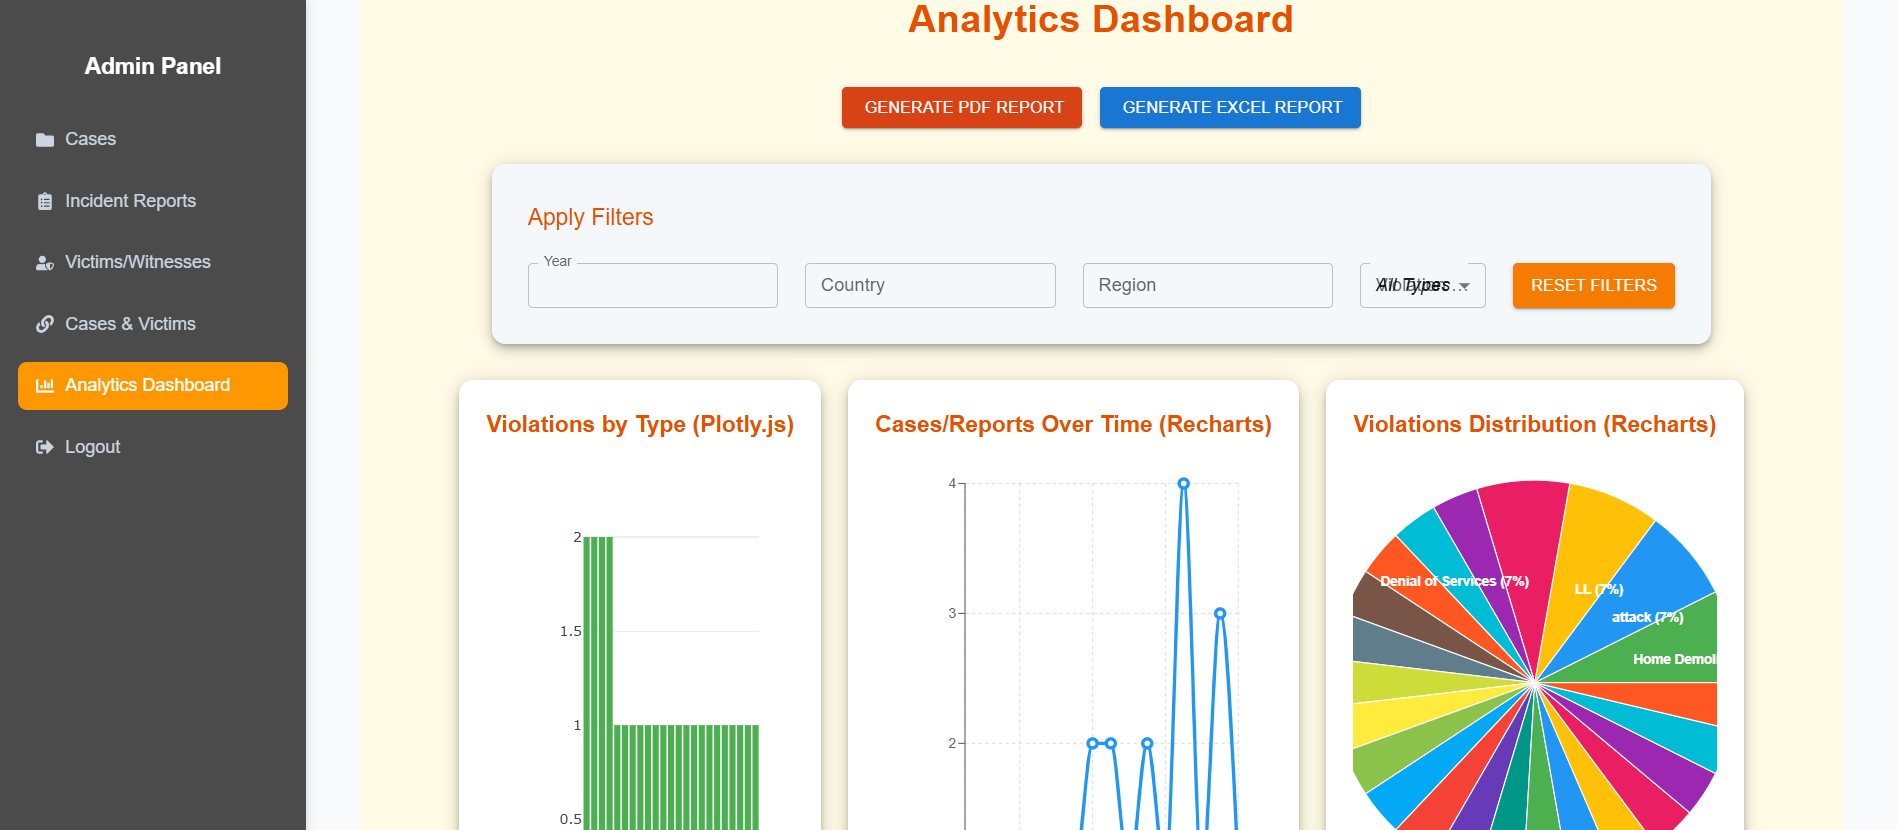 Admin Panel
Cases
Incident Reports
Victims/Witnesses
Cases & Victims
Analytics Dashboard
Logout
Analytics Dashboard
GENERATE PDF REPORT
GENERATE EXCEL REPORT
Apply Filters
Year
Country
Region
All Types
RESET FILTERS
Violations by Type (Plotly.js)
2
1.5
1
0.5
Cases/Reports Over Time (Recharts)
4
3
2
Violations Distribution (Recharts)
Denial of Services (7%)
LL (7%)
attack (7%)
Home Demoli